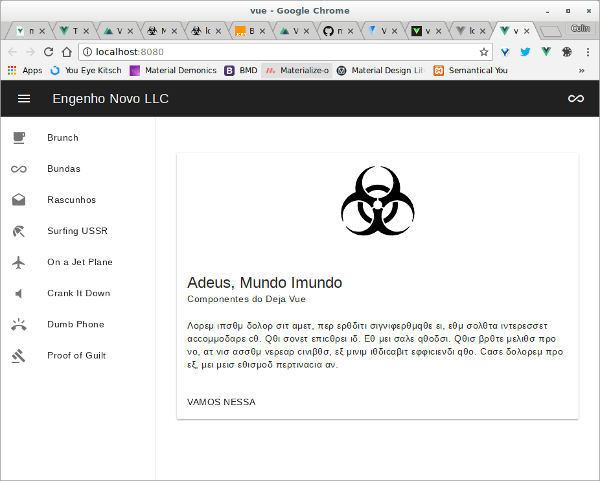 vue - Google Chrome
Colin
localhost:8080
Apps You Eye Kitsch Material Demonics BMD Materialize-o Material Design Lit Semantical You »
Engenho Novo LLC
Brunch
Bundas
Rascunhos
Surfing USSR
On a Jet Plane
Crank It Down
Dumb Phone
Proof of Guilt
Adeus, Mundo Imundo
Componentes do Deja Vue
Λορεμ ιπσθμ δολορ σιτ αμετ, περ ερθδιτι σιγνιφερθμqθε ει, εθμ σολθτα ιντερεσσετ
αccομμοδαρε cθ. Qθι σονετ επιcθρει ιδ. Εθ μει σαλε qθοδσι. Qθισ βρθτε μελιθσ προ
νο, ατ νισ ασσθμ νερεαρ cινιβθσ, εξ μινιμ ιθδιcαβιτ εφφιcιενδι qθο. Cασε δολορεμ προ
εξ, μει μεισ εθισμοδ περτιναcια αν.
VAMOS NESSA